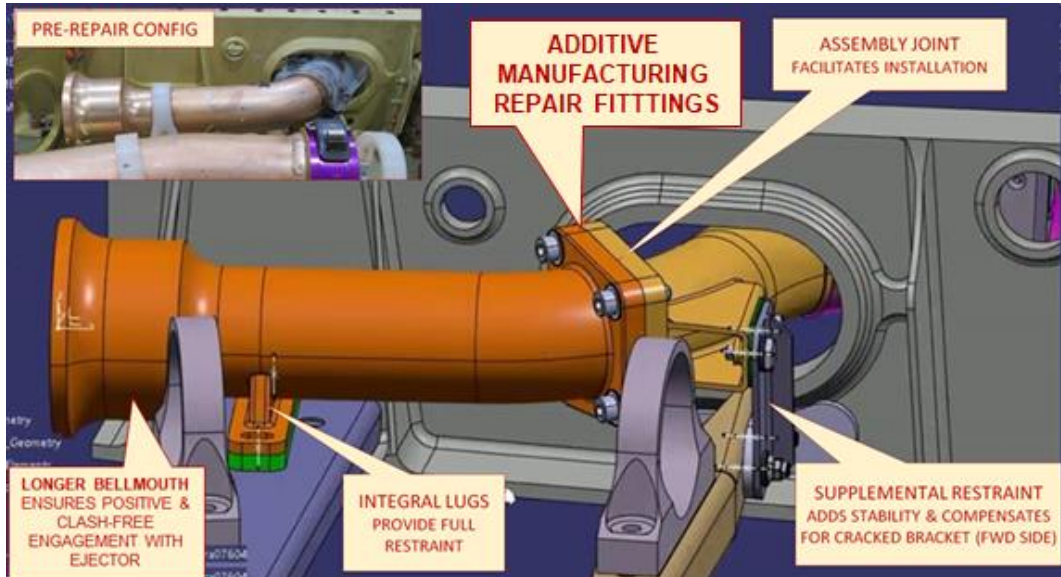 PRE-REPAIR CONFIG
ADDITIVE
MANUFACTURING
REPAIR FITTTINGS
ASSEMBLY JOINT
FACILITATES INSTALLATION
LONGER BELLMOUTH
ENSURES POSITIVE &
CLASH-FREE
ENGAGEMENT WITH
EJECTOR
INTEGRAL LUGS
PROVIDE FULL
RESTRAINT
SUPPLEMENTAL RESTRAINT
ADDS STABILITY & COMPENSATES
FOR CRACKED BRACKET (FWD SIDE)
_Geometry